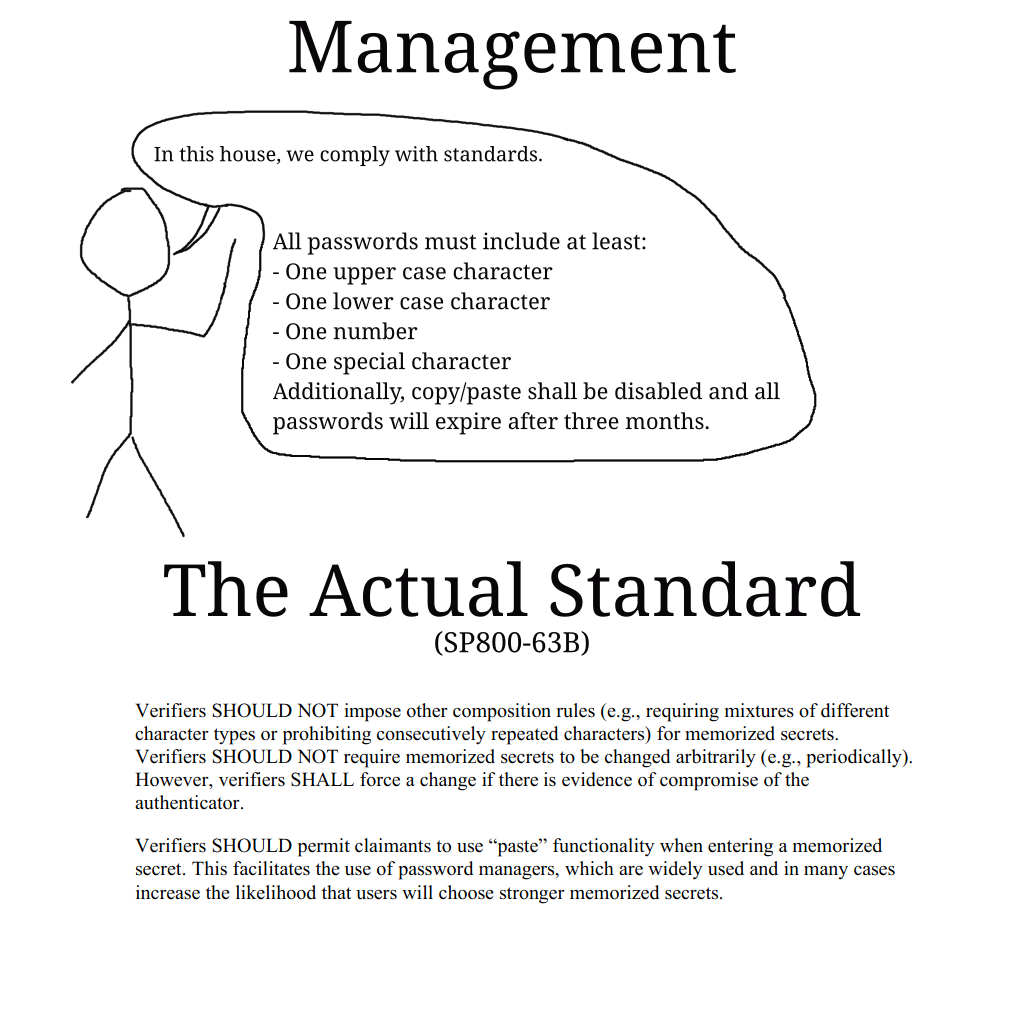 Management
In this house, we comply with standards.
All passwords must include at least:
- One upper case character
- One lower case character
- One number
- One special character
Additionally, copy/paste shall be disabled and all
passwords will expire after three months.
The Actual Standard
(SP800-63B)
Verifiers SHOULD NOT impose other composition rules (e.g., requiring mixtures of different
character types or prohibiting consecutively repeated characters) for memorized secrets.
Verifiers SHOULD NOT require memorized secrets to be changed arbitrarily (e.g., periodically).
However, verifiers SHALL force a change if there is evidence of compromise of the
authenticator.
Verifiers SHOULD permit claimants to use “paste” functionality when entering a memorized
secret. This facilitates the use of password managers, which are widely used and in many cases
increase the likelihood that users will choose stronger memorized secrets.